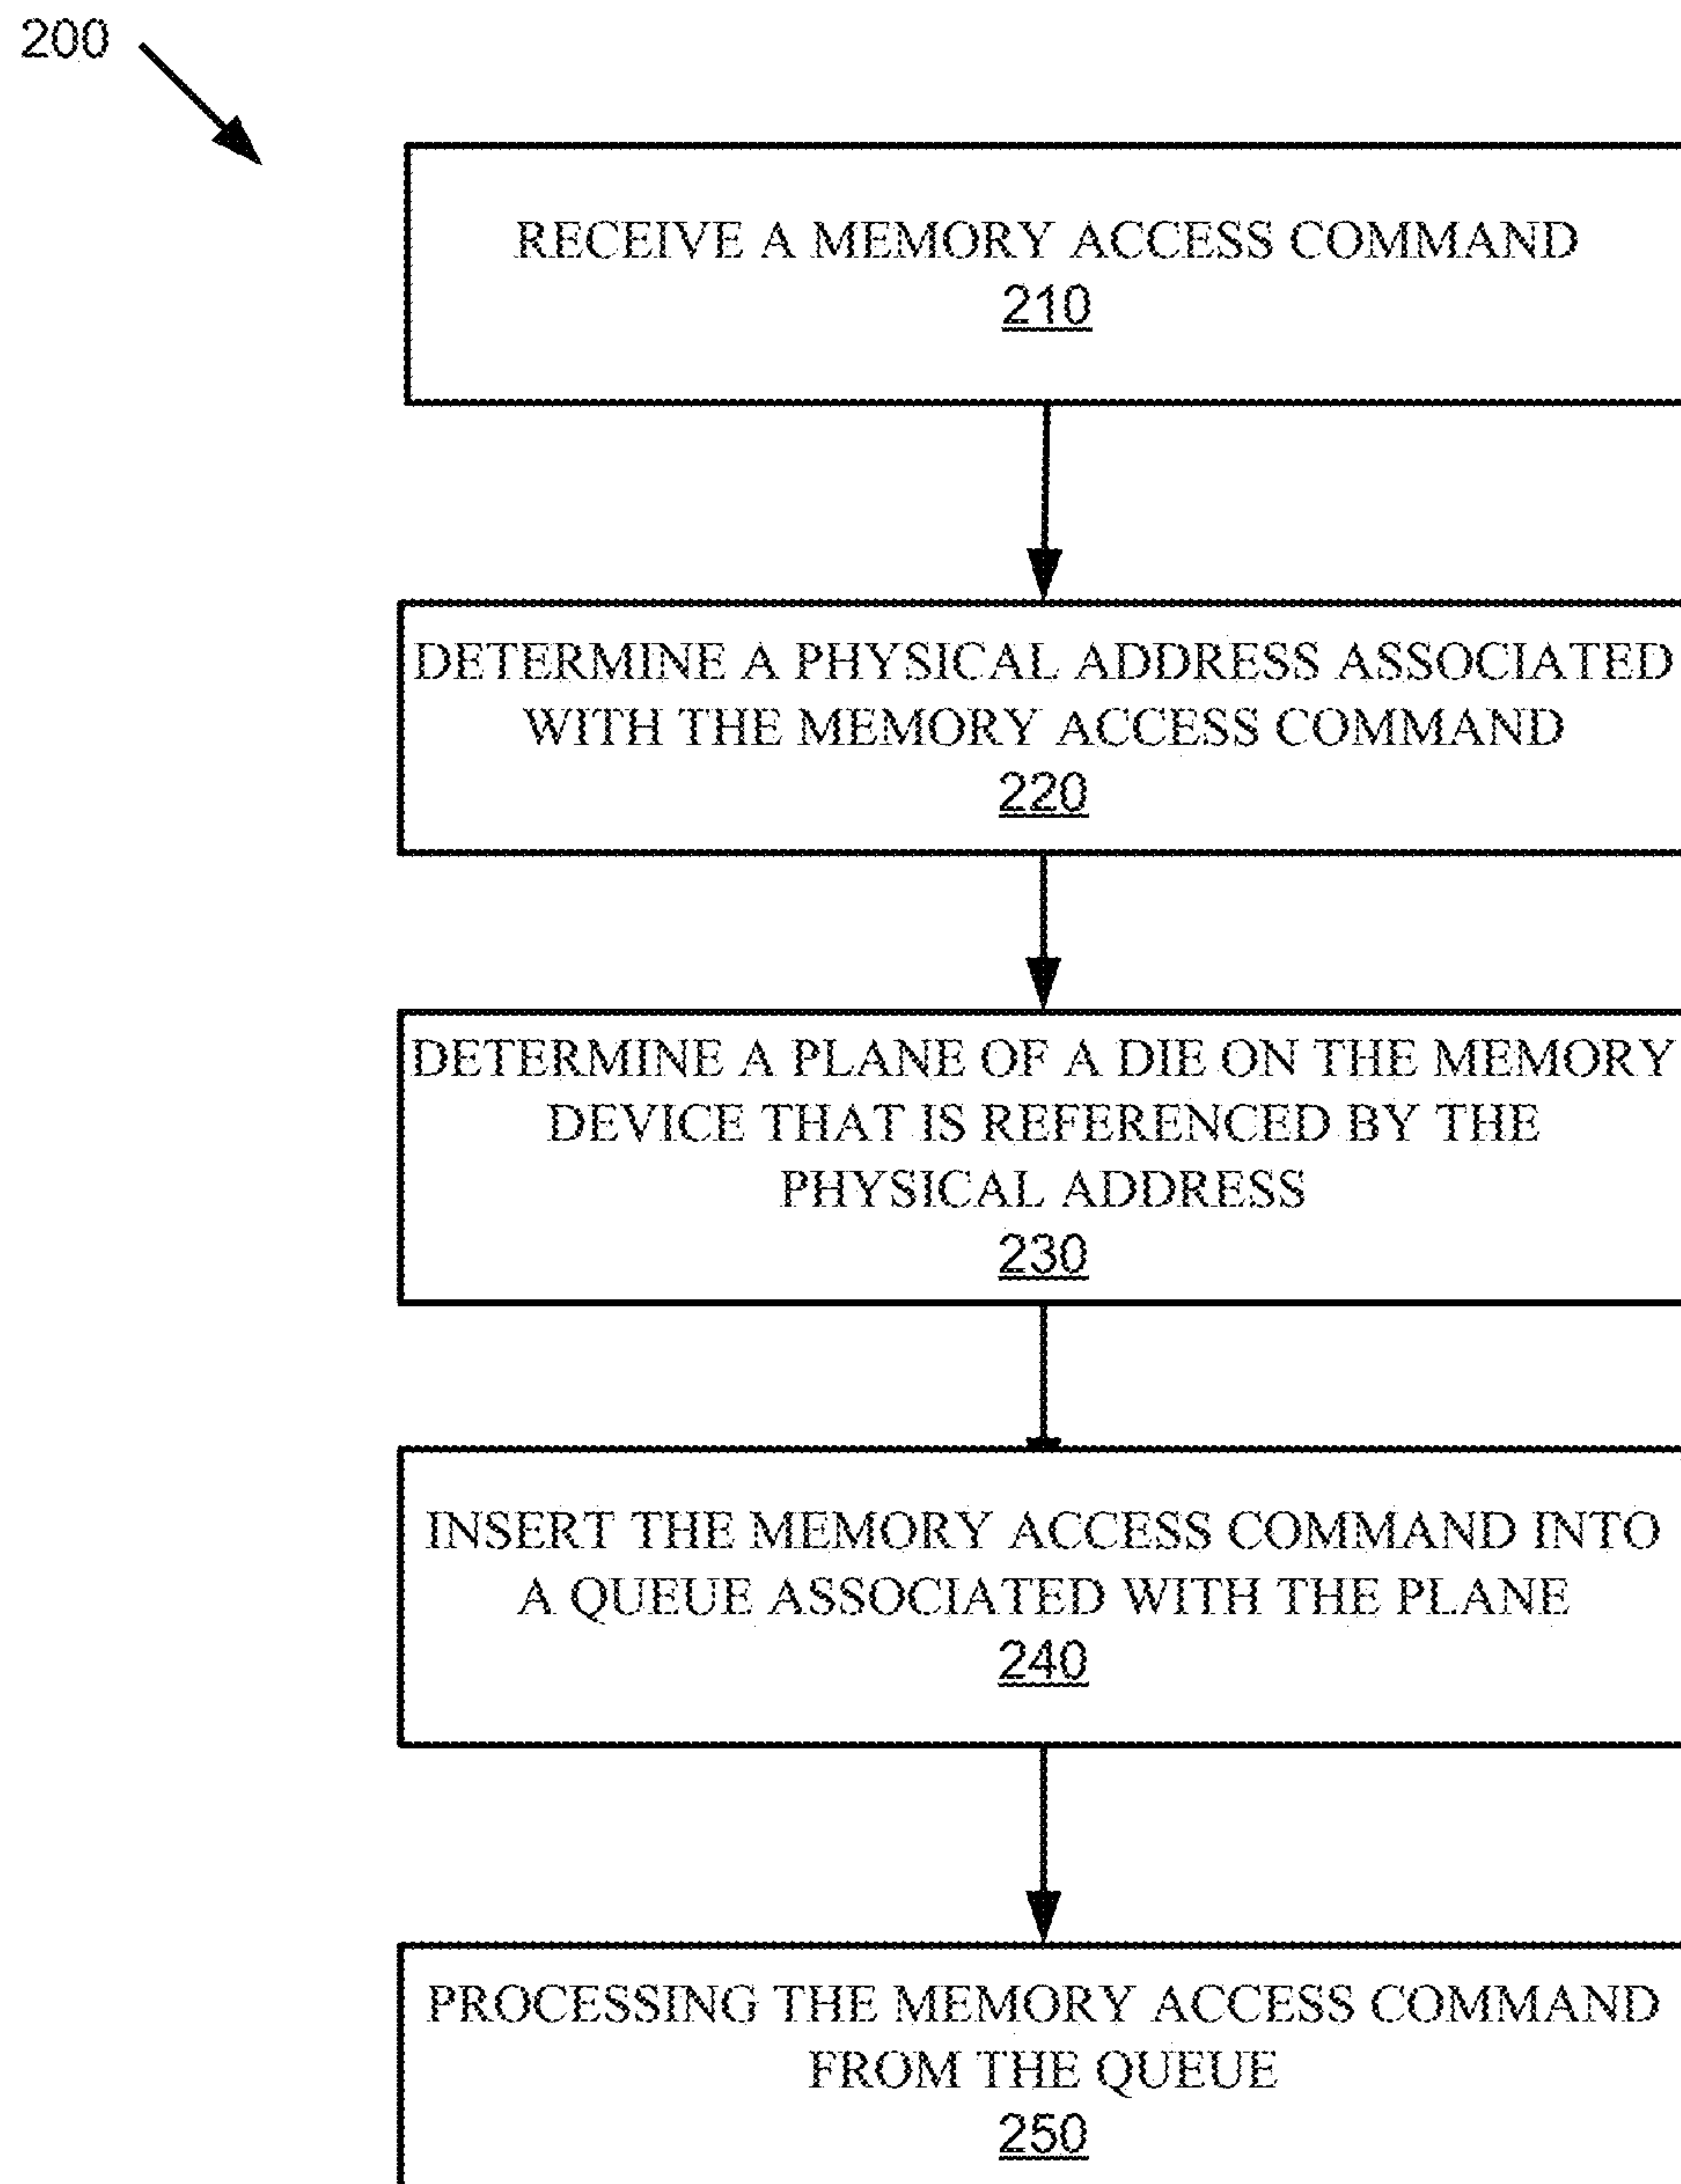 200
RECEIVE A MEMORY ACCESS COMMAND
210
DETERMINE A PHYSICAL ADDRESS ASSOCIATED
WITH THE MEMORY ACCESS COMMAND
220
DETERMINE A PLANE OF A DIE ON THE MEMORY
DEVICE THAT IS REFERENCED BY THE
PHYSICAL ADDRESS
230
INSERT THE MEMORY ACCESS COMMAND INTO
A QUEUE ASSOCIATED WITH THE PLANE
240
PROCESSING THE MEMORY ACCESS COMMAND
FROM THE QUEUE
250